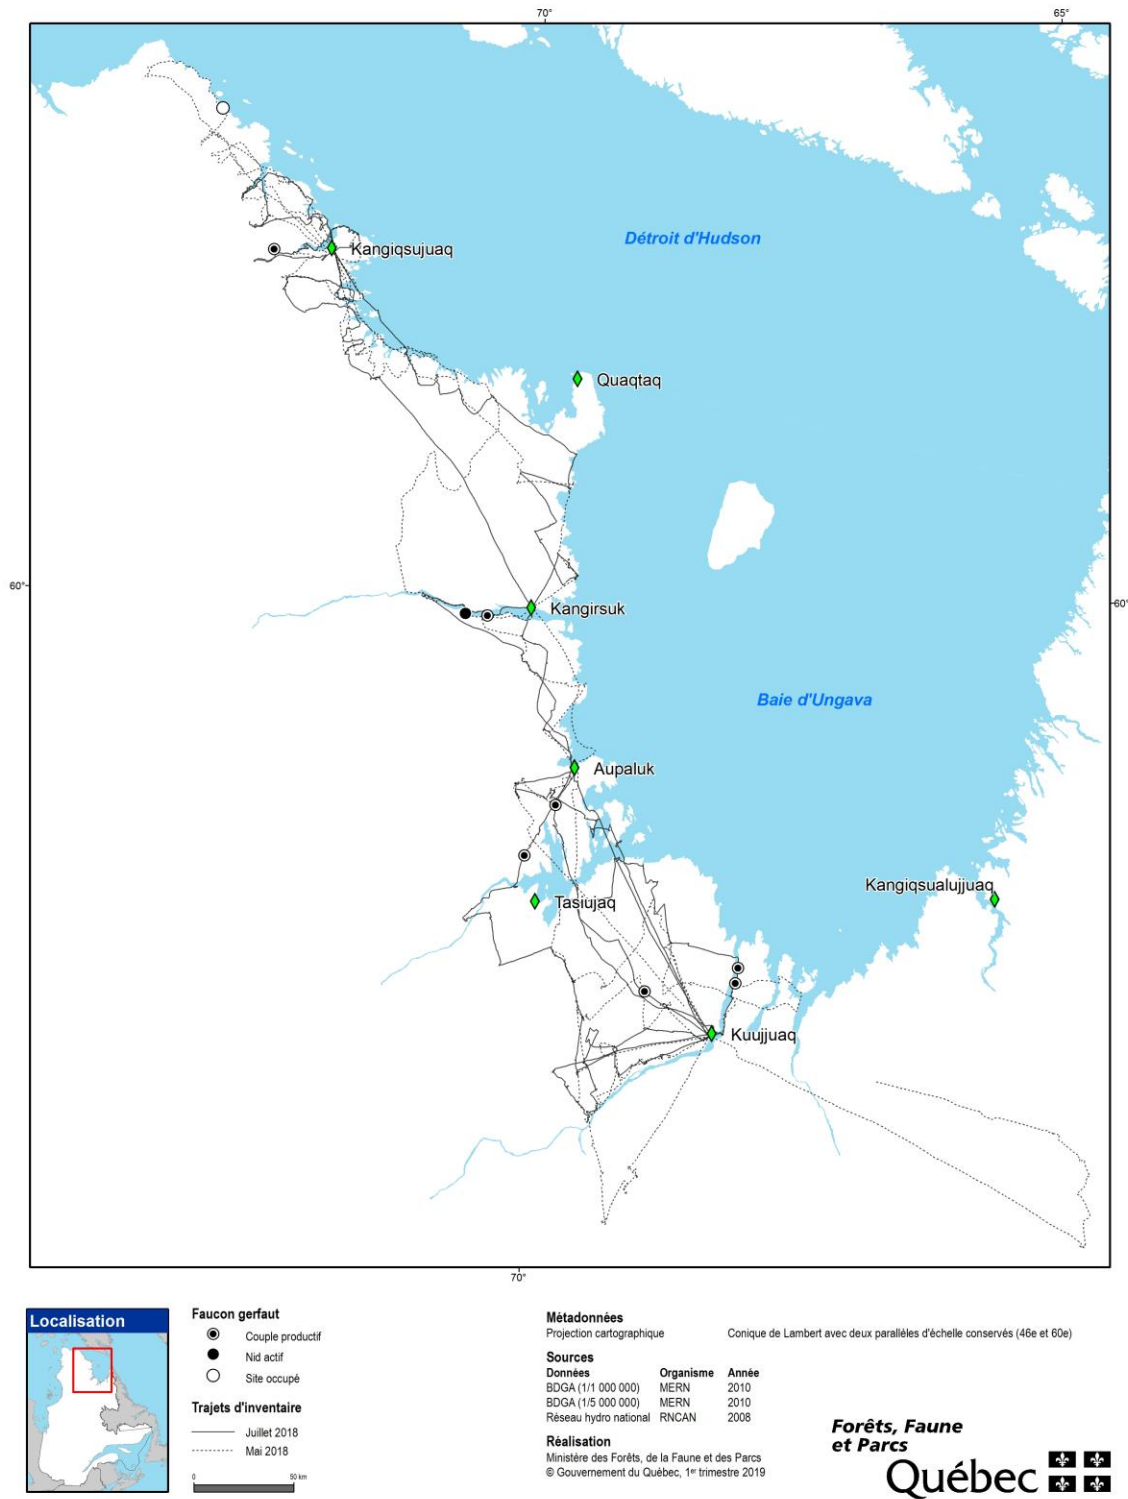 70°
65°
Détroit d'Hudson
Kangiqsujuaq
Quaqtaq
60°
60°
Kangirsuk
Baie d'Ungava
Aupaluk
Kangiqsualujjuaq
Tasiujaq
Kuujjuaq
70°
Localisation
Faucon gerfaut
Couple productif
Nid actif
Site occupé
Trajets d'inventaire
Juillet 2018
Mai 2018
0 50 km
Métadonnées
Projection cartographique Conique de Lambert avec deux parallèles d'échelle conservés (46e et 60e)
Sources
Données Organisme Année
BDGA (1/1 000 000) MERN 2010
BDGA (1/5 000 000) MERN 2010
Réseau hydro national RNCAN 2008
Réalisation
Ministère des Forêts, de la Faune et des Parcs
© Gouvernement du Québec, 1er trimestre 2019
Forêts, Faune
et Parcs
Québec